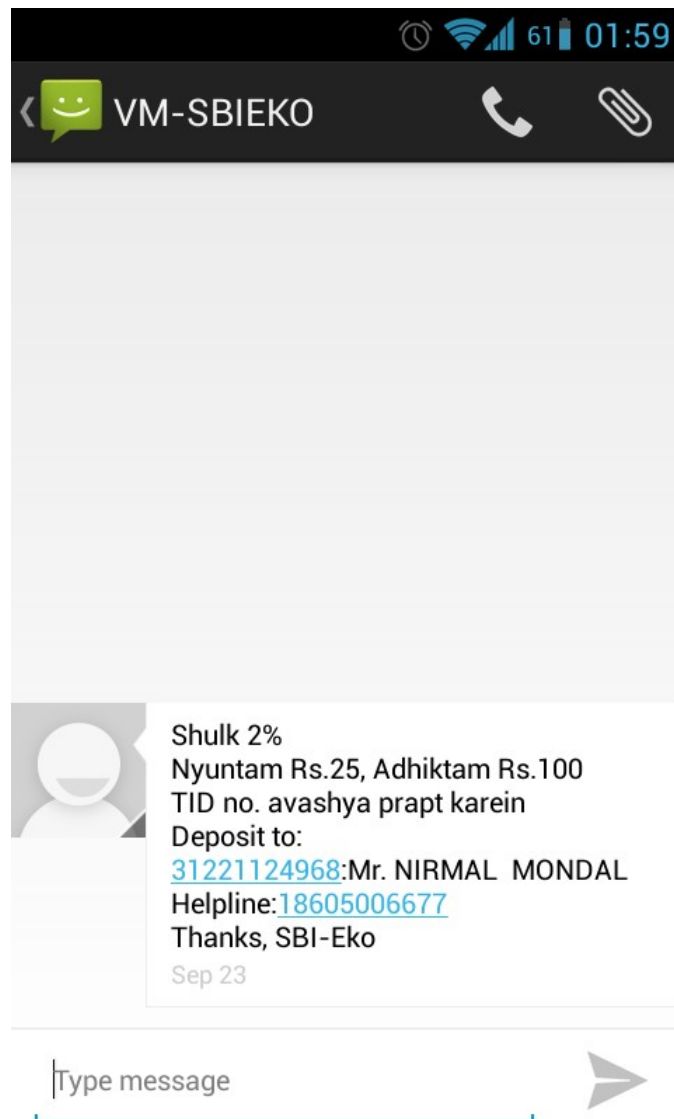 61 01:59
VM-SBIEKO
Shulk 2%
Nyuntam Rs.25, Adhiktam Rs.100
TID no. avashya prapt karein
Deposit to:
31221124968:Mr. NIRMAL  MONDAL
Helpline:18605006677
Thanks, SBI-Eko
Sep 23
Type message